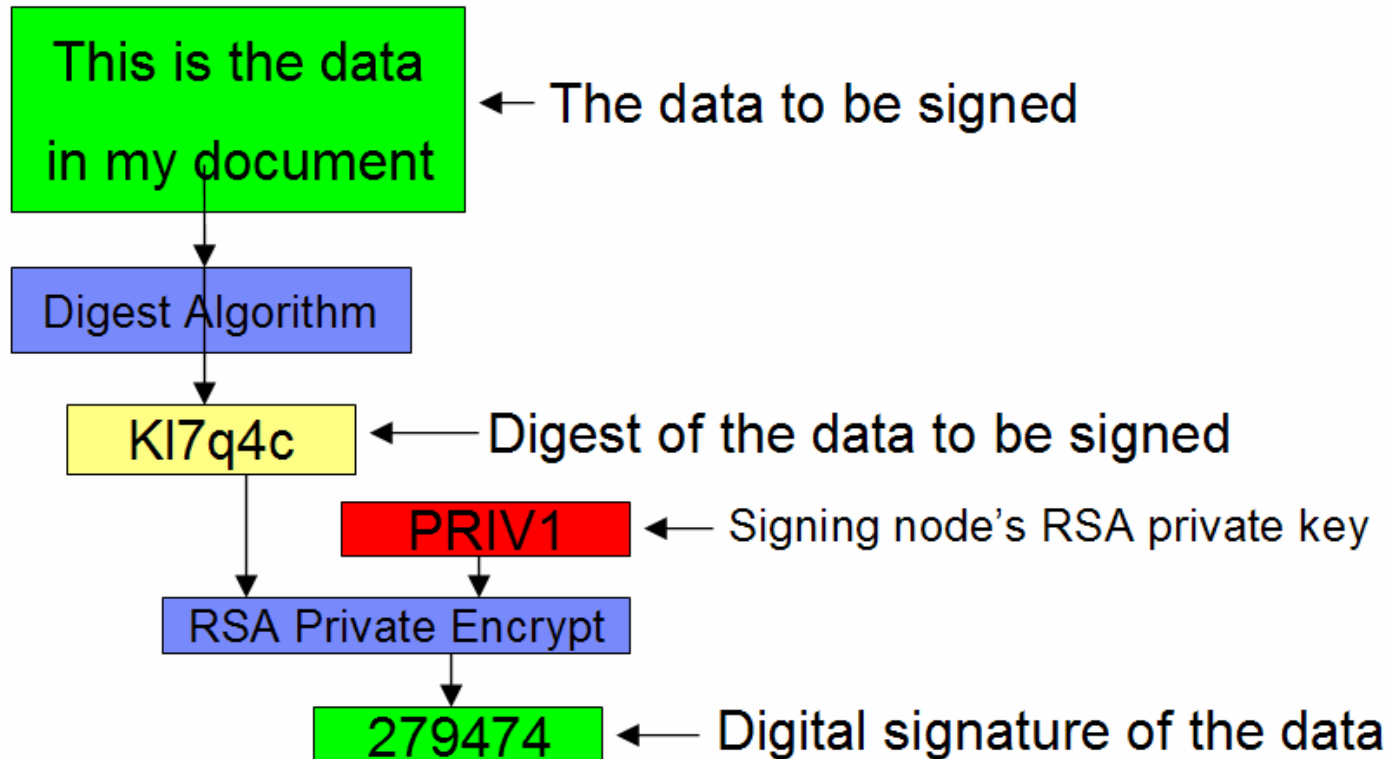 This is the data
in my document
The data to be signed
Digest Algorithm
Kl7q4c
Digest of the data to be signed
PRIV1
Signing node’s RSA private key
RSA Private Encrypt
279474
Digital signature of the data